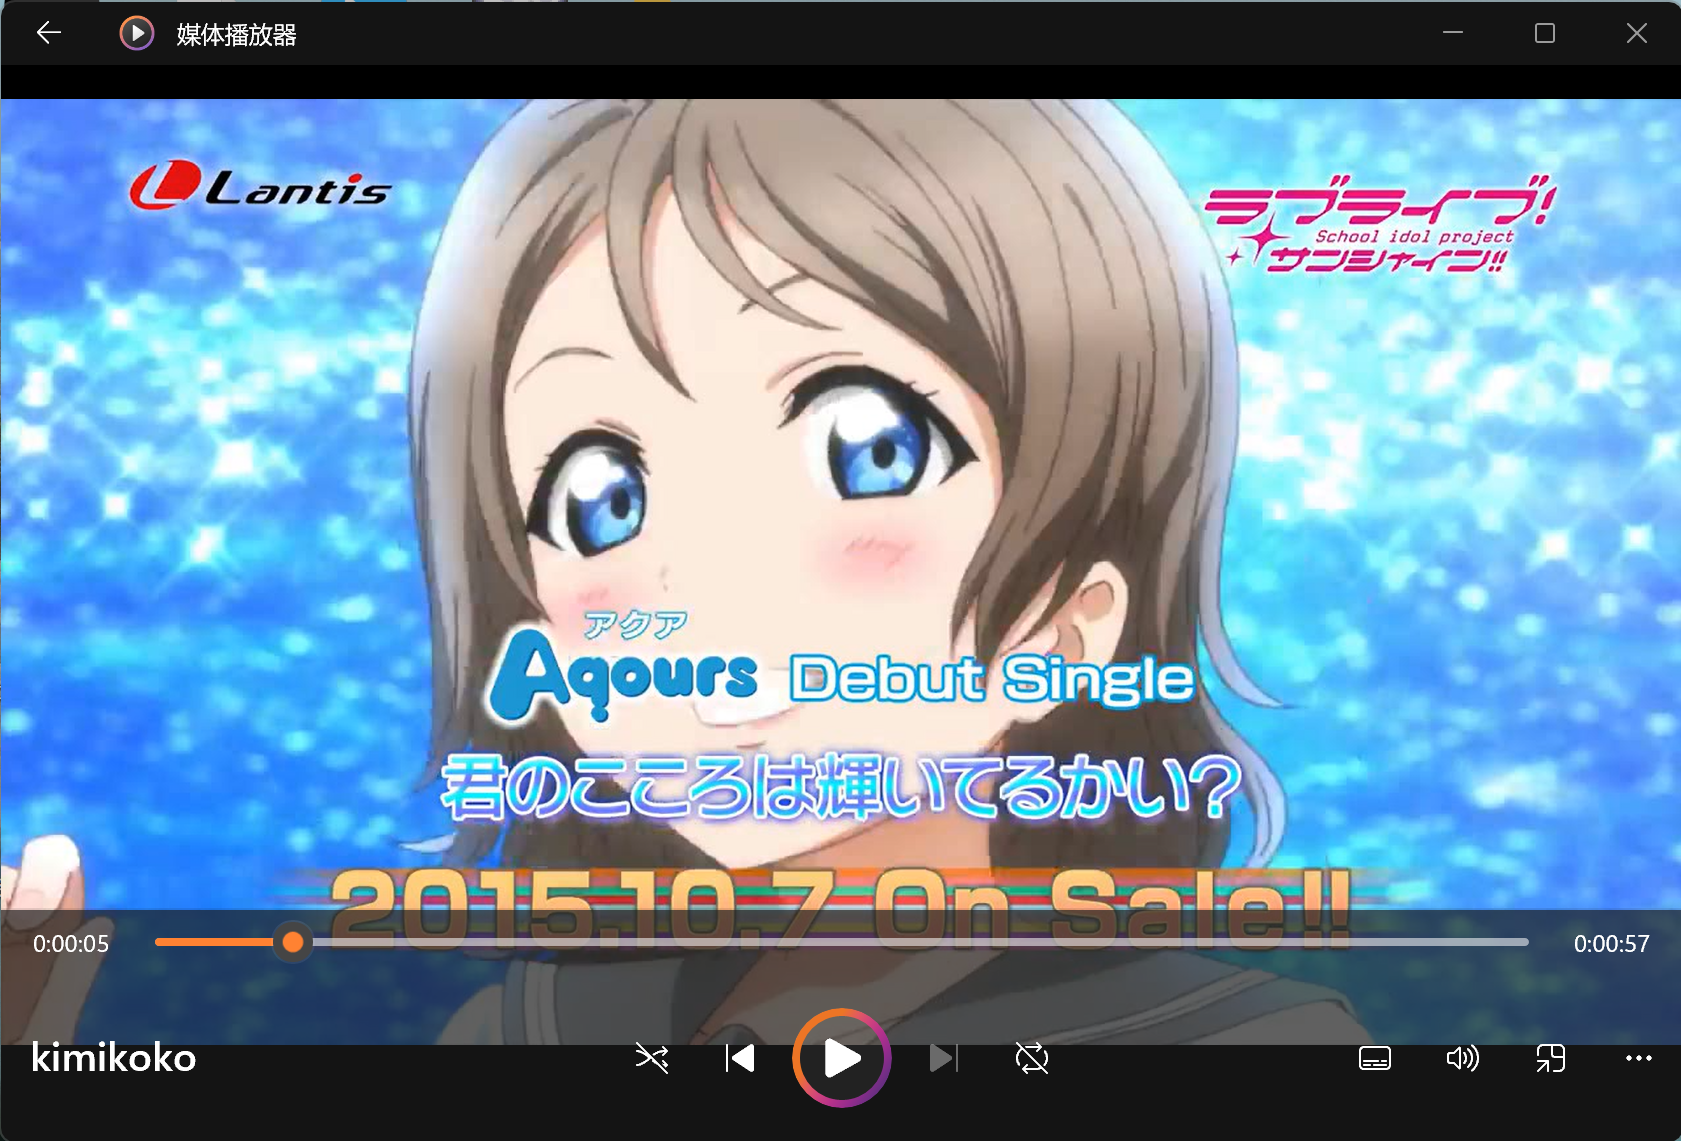 媒体播放器
Lantis
ラブライブ!
School idol project
サンシャイン!!
アクア
Aqours Debut Single
君のこころは輝いてるかい?
2015.10.7 On Sale!!
0:00:05
0:00:57
kimikoko